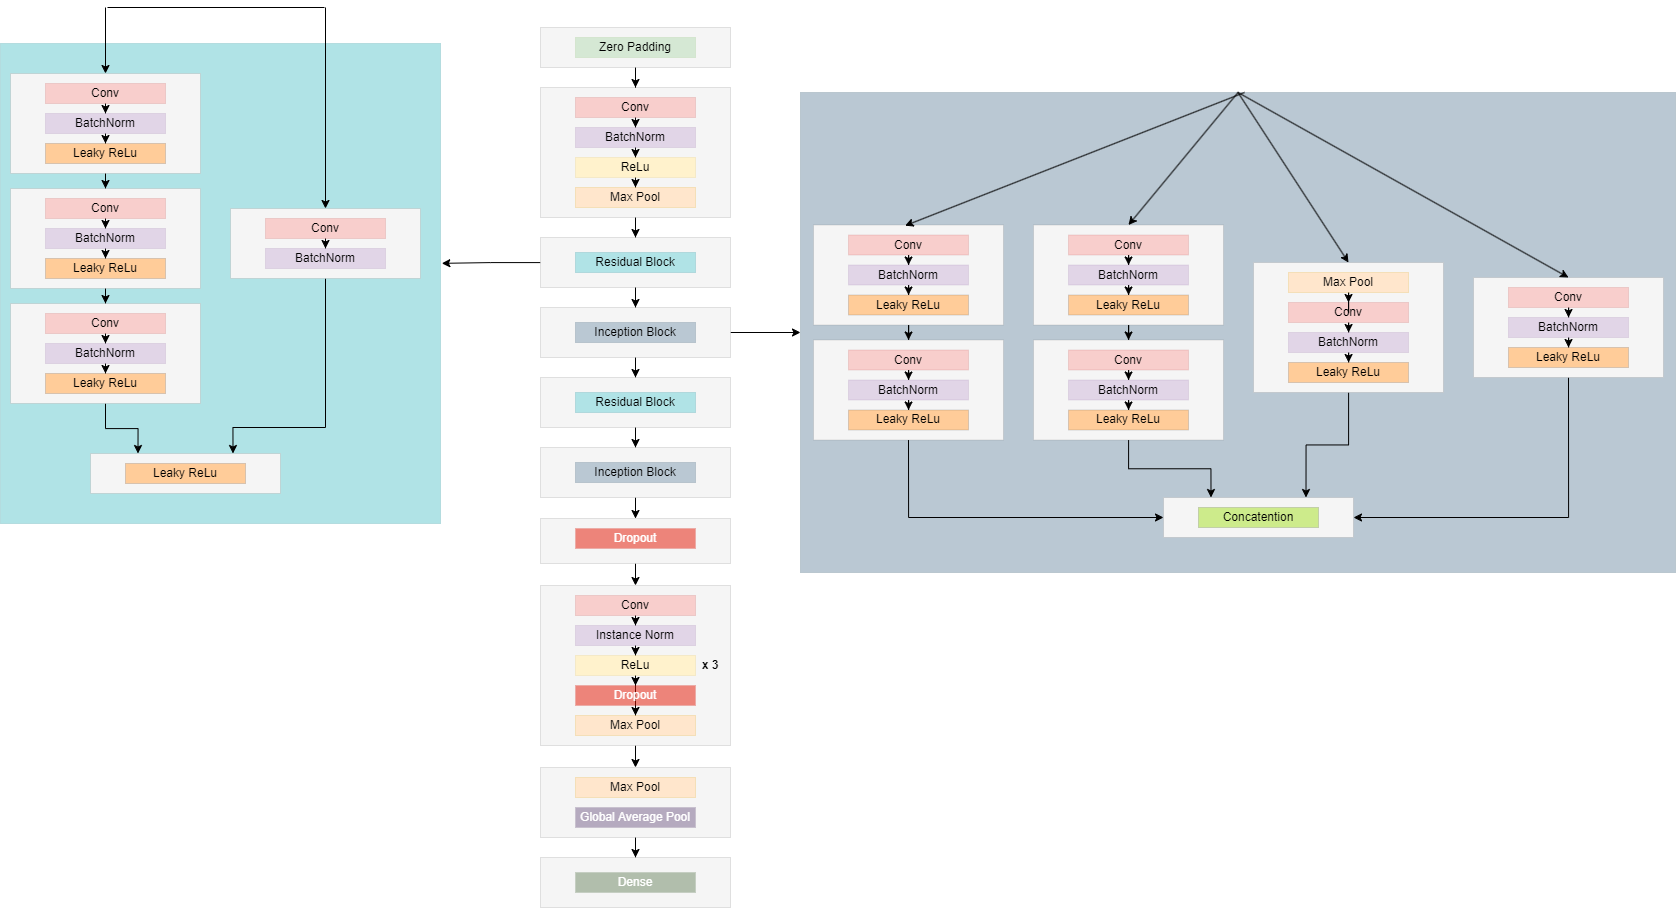 Conv
BatchNorm
Leaky ReLu
Conv
BatchNorm
Leaky ReLu
Conv
BatchNorm
Leaky ReLu
Conv
BatchNorm
Leaky ReLu
Zero Padding
Conv
BatchNorm
ReLu
Max Pool
Residual Block
Inception Block
Residual Block
Inception Block
Dropout
Conv
Instance Norm
ReLu
x 3
Dropout
Max Pool
Max Pool
Global Average Pool
Dense
Conv
BatchNorm
Leaky ReLu
Conv
BatchNorm
Leaky ReLu
Conv
BatchNorm
Leaky ReLu
Conv
BatchNorm
Leaky ReLu
Max Pool
Conv
BatchNorm
Leaky ReLu
Conv
BatchNorm
Leaky ReLu
Concatention